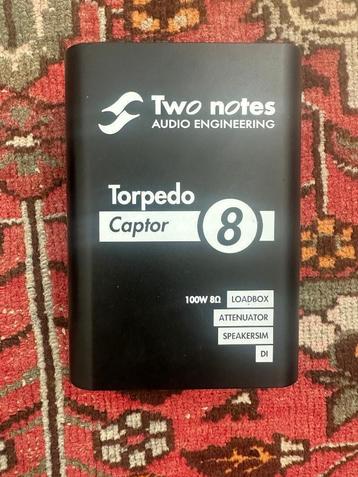 Two notes
AUDIO ENGINEERING
Torpedo
Captor 8
100W 8Ω LOADBOX
ATTENUATOR
SPEAKERSIM
DI